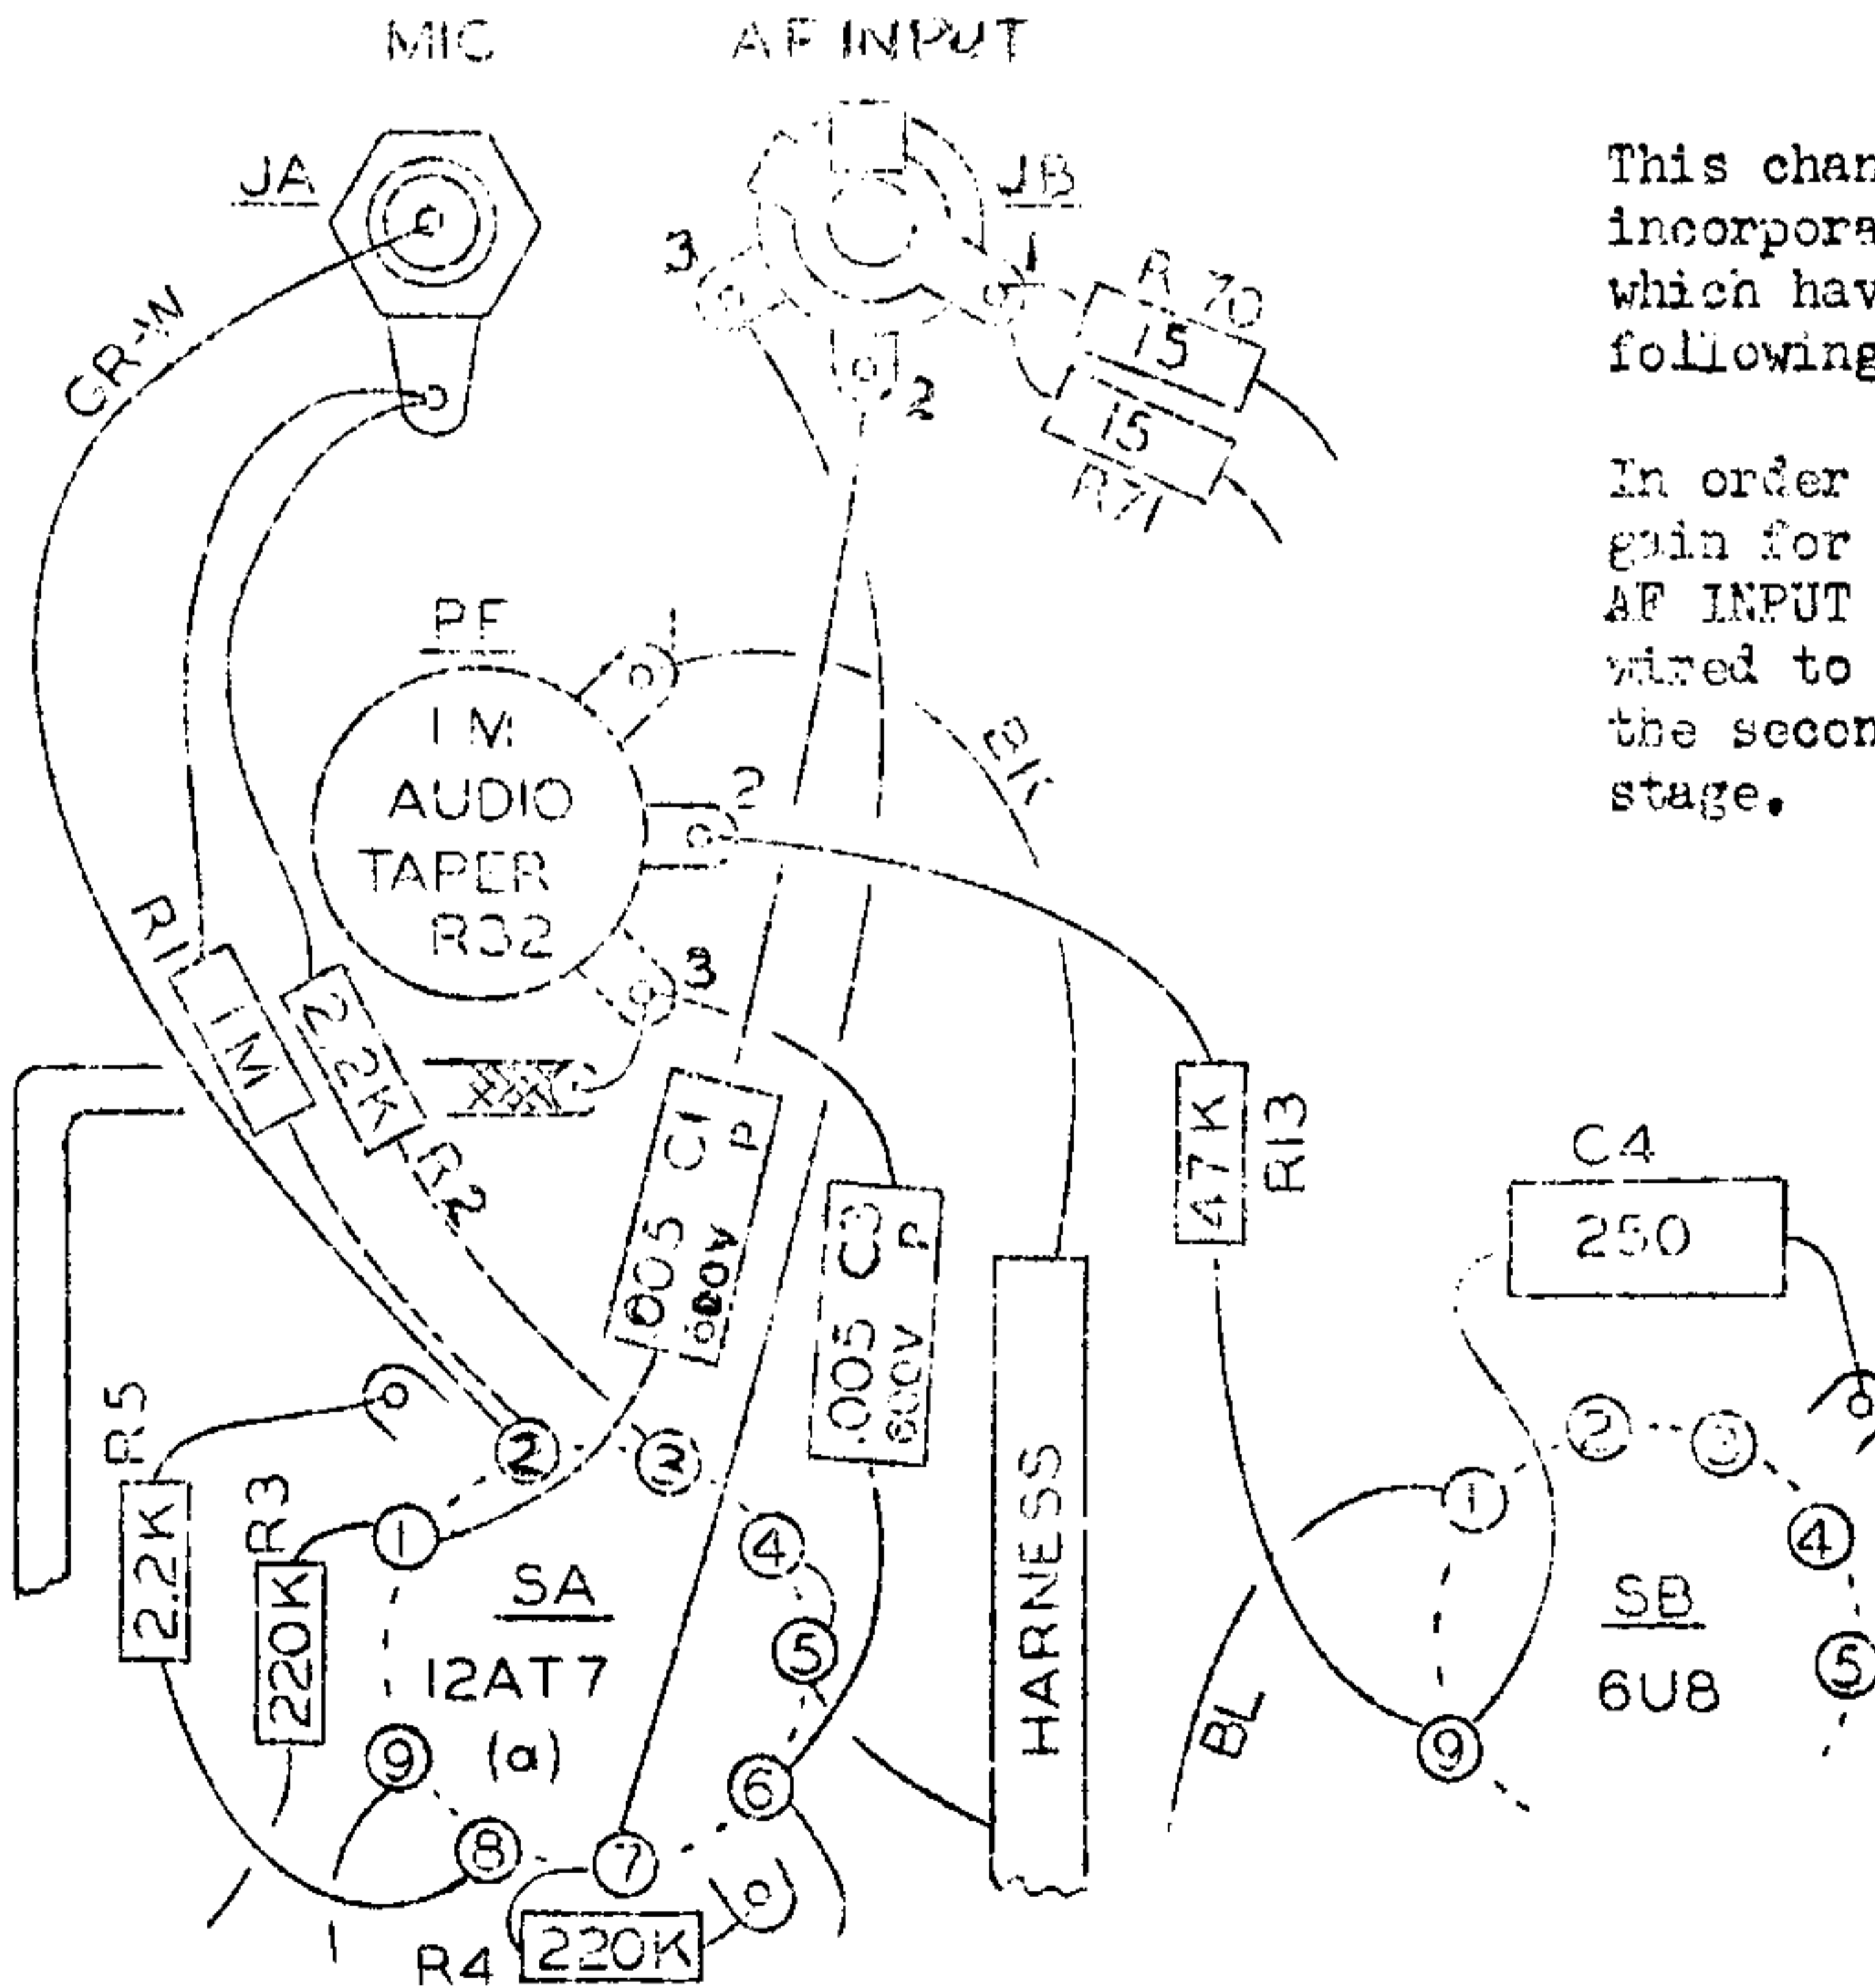 MIC
AF INPUT
JA
JB
This chan
incorpora
which hav
following
3
1
R 70
15
2
15
R71
GR-W
In order
gain for
AF INPUT
wired to
the secon
stage.
PF
1 M
AUDIO
TAPER
R32
2
BK
3
R1
1M
2.2K
R2
.005 C1
P
600V
.005 C3
P
600V
47K
R13
C4
250
HARNESS
R5
2.2K
R3
220K
1
2
3
4
5
6
7
8
9
SA
12AT7
(a)
R4
220K
BL
1
2
3
4
5
9
SB
6U8